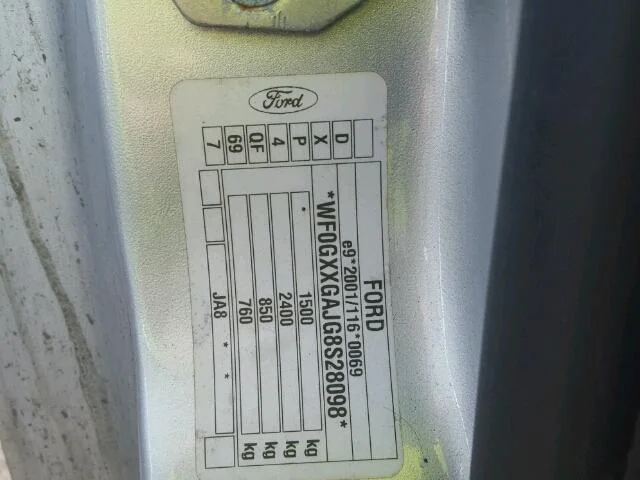 Ford
7 69 QF 4 P X D
FORD
e9*2001/116*0069
*WF0GXXGAJG8S28098*
1500 kg
2400 kg
850 kg
760 kg
JA8 * *